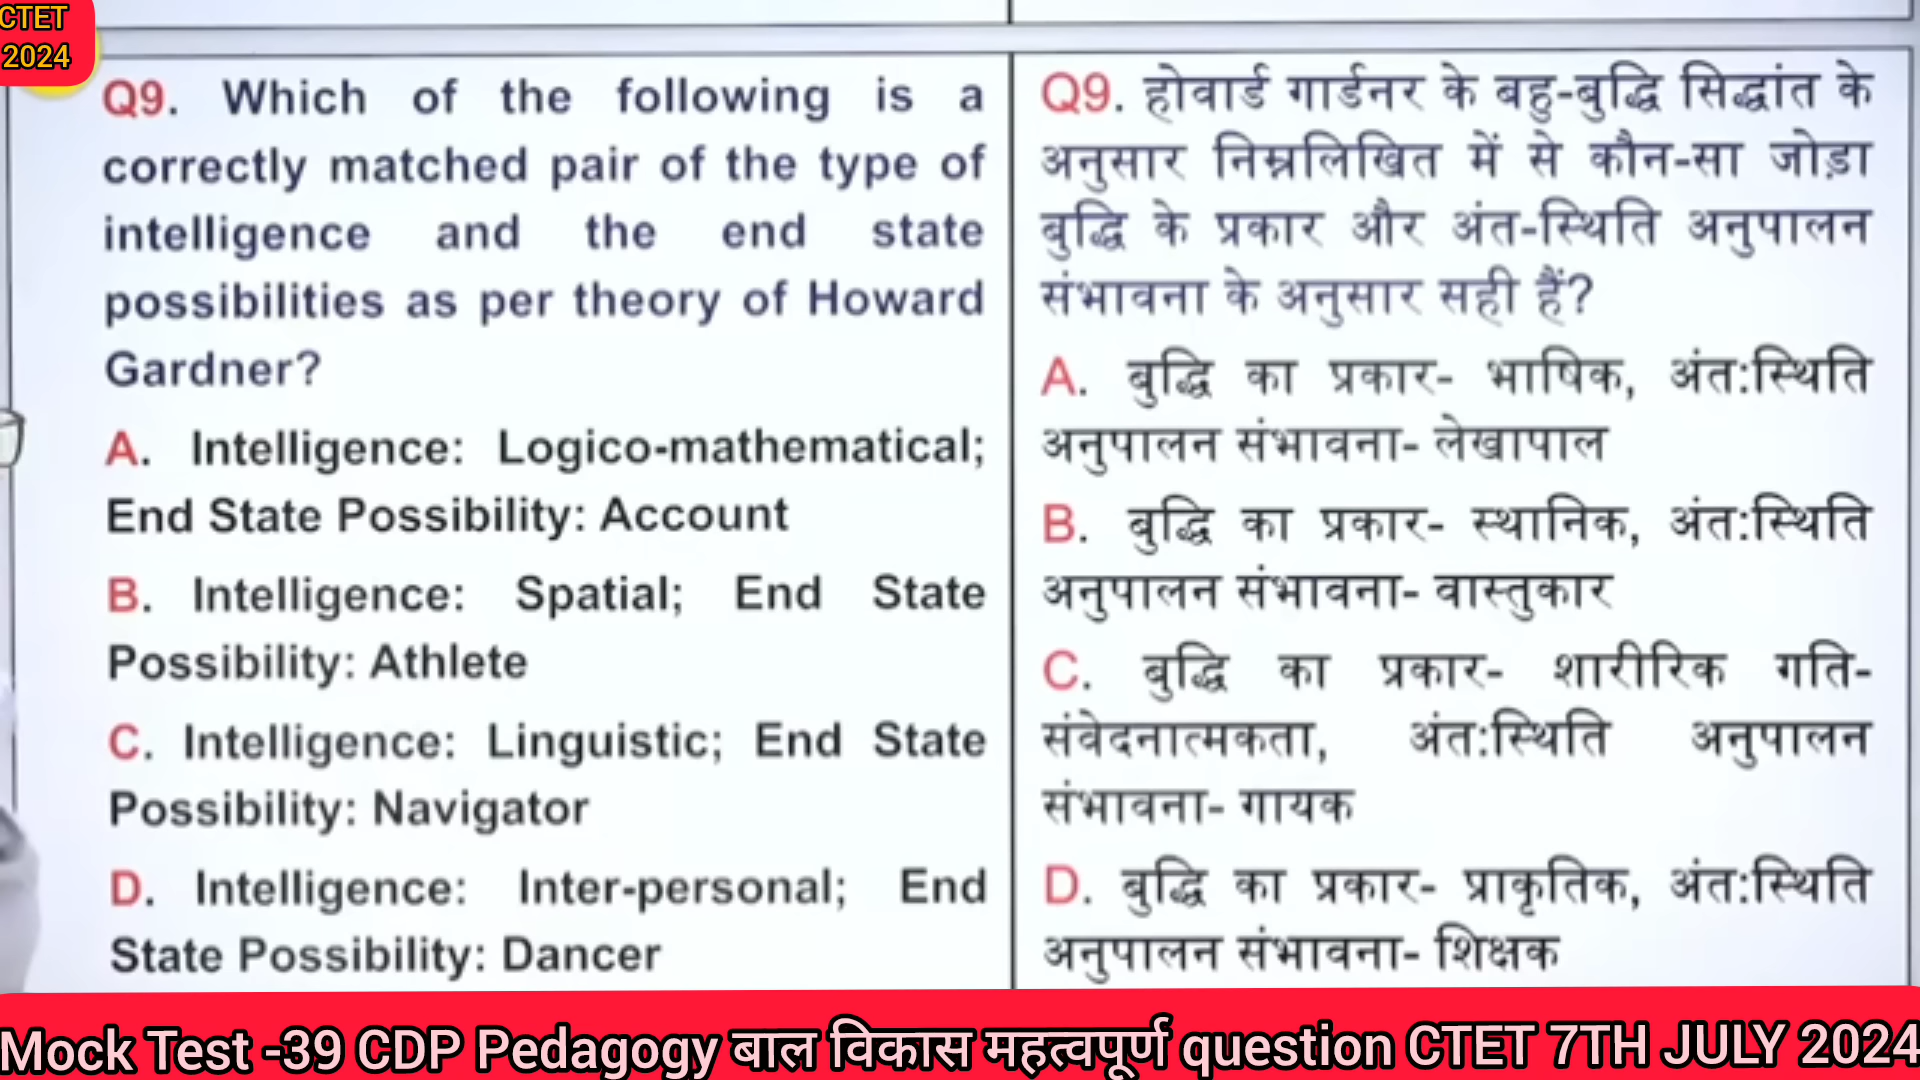 CTET
2024
Q9. Which of the following is a
correctly matched pair of the type of
intelligence and the end state
possibilities as per theory of Howard
Gardner?
A. Intelligence: Logico-mathematical;
End State Possibility: Account
B. Intelligence: Spatial; End State
Possibility: Athlete
C. Intelligence: Linguistic; End State
Possibility: Navigator
D. Intelligence: Inter-personal; End
State Possibility: Dancer
Q9. होवार्ड गार्डनर के बहु-बुद्धि सिद्धांत के
अनुसार निम्नलिखित में से कौन-सा जोड़ा
बुद्धि के प्रकार और अंत-स्थिति अनुपालन
संभावना के अनुसार सही हैं?
A. बुद्धि का प्रकार- भाषिक, अंत:स्थिति
अनुपालन संभावना- लेखापाल
B. बुद्धि का प्रकार- स्थानिक, अंत:स्थिति
अनुपालन संभावना- वास्तुकार
C. बुद्धि का प्रकार- शारीरिक गति-
संवेदनात्मकता, अंत:स्थिति अनुपालन
संभावना- गायक
D. बुद्धि का प्रकार- प्राकृतिक, अंत:स्थिति
अनुपालन संभावना- शिक्षक
Mock Test -39 CDP Pedagogy बाल विकास महत्वपूर्ण question CTET 7TH JULY 2024